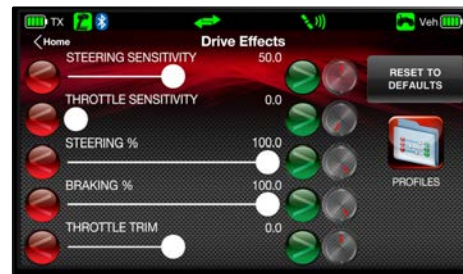 TX
Veh
Home
Drive Effects
STEERING SENSITIVITY 50.0
THROTTLE SENSITIVITY 0.0
STEERING % 100.0
BRAKING % 100.0
THROTTLE TRIM 0.0
RESET TO
DEFAULTS
PROFILES